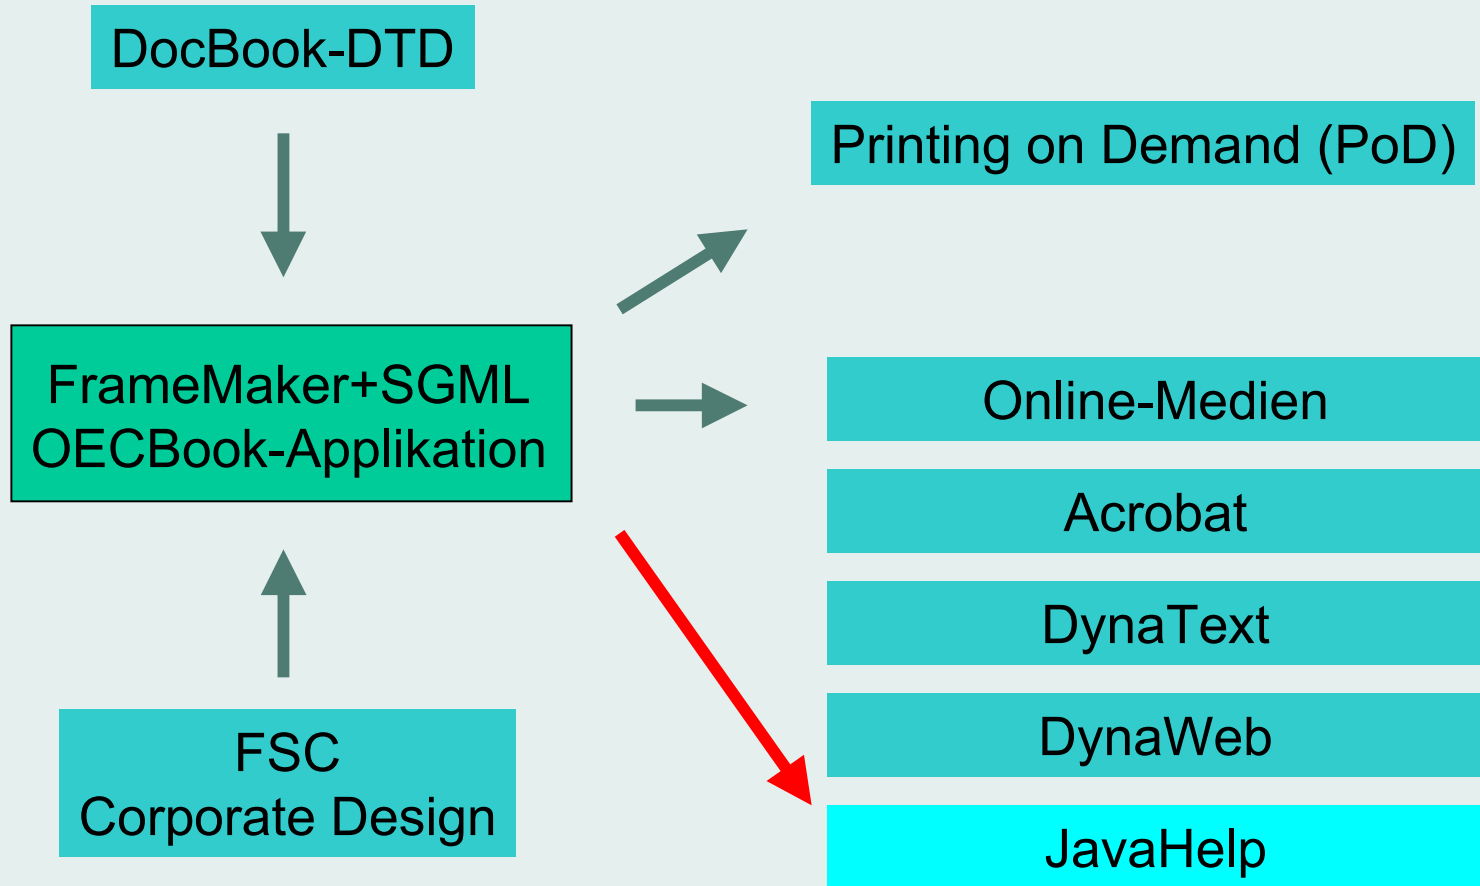 DocBook-DTD
Printing on Demand (PoD)
FrameMaker+SGML
OECBook-Applikation
Online-Medien
Acrobat
DynaText
DynaWeb
JavaHelp
FSC
Corporate Design